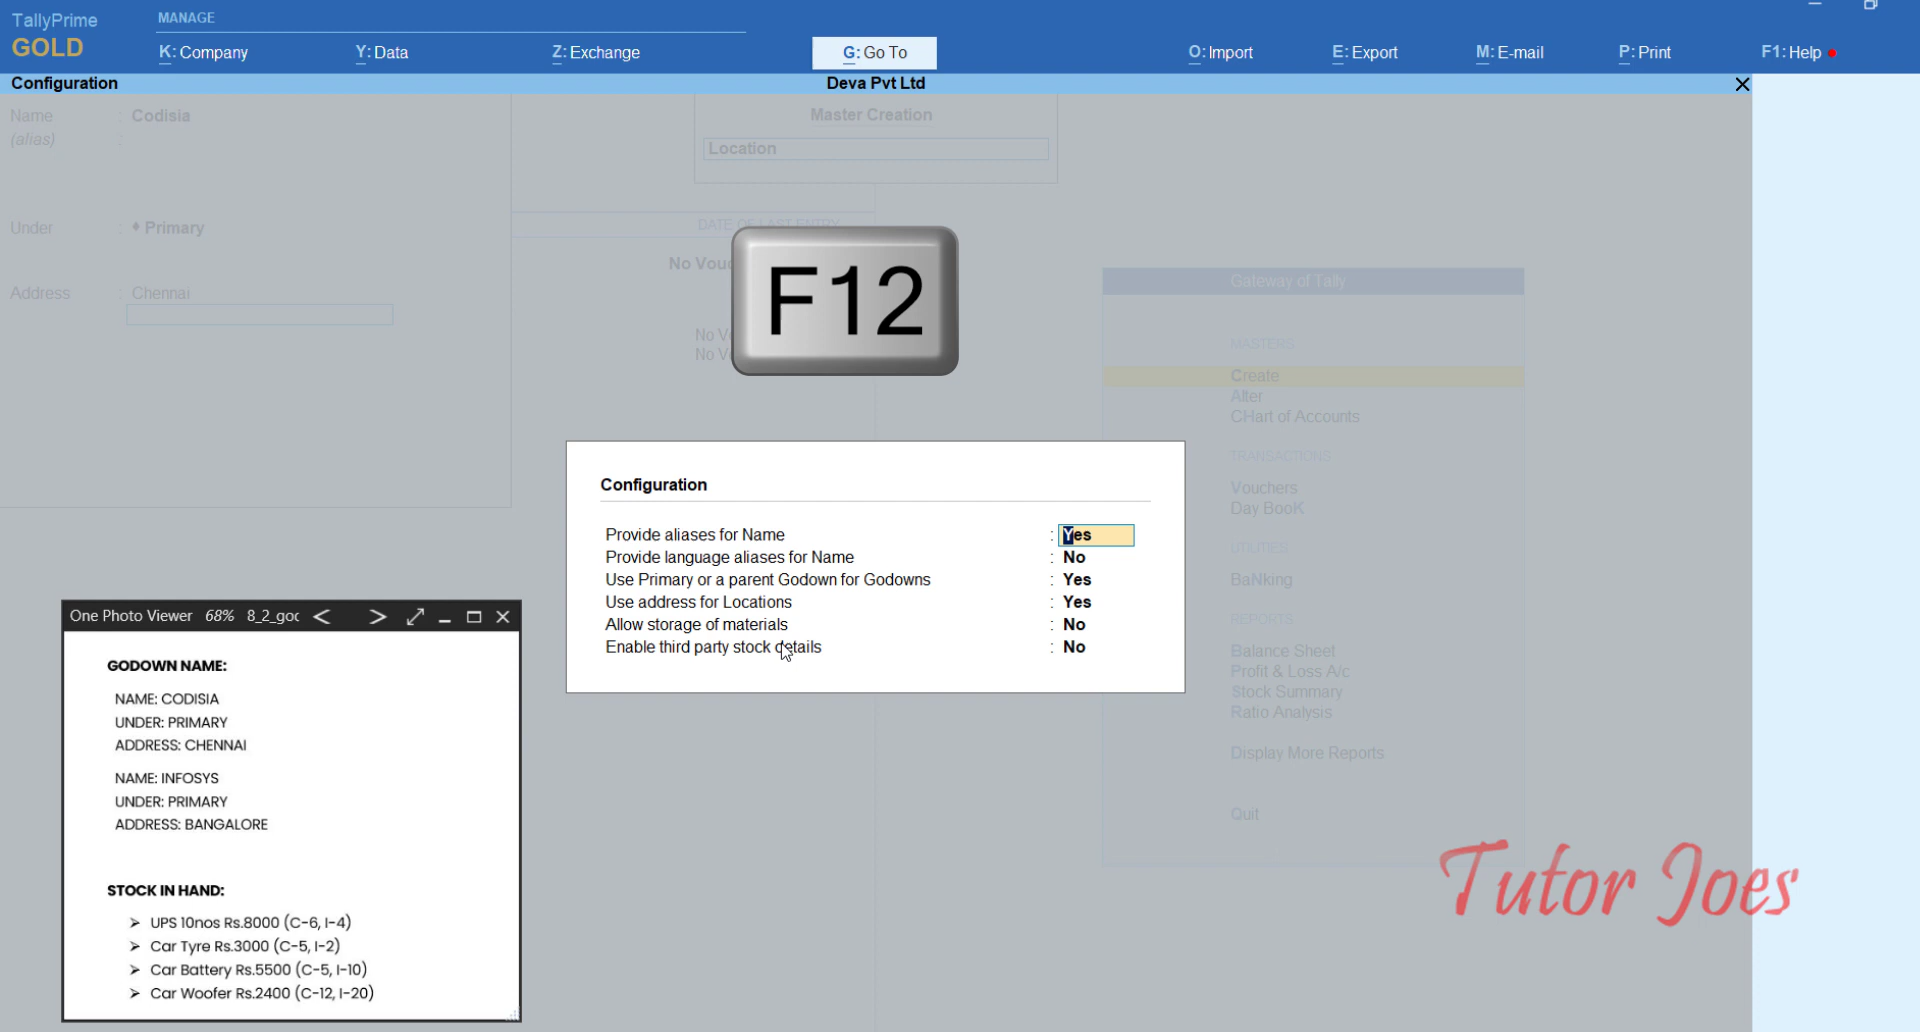 TallyPrime
GOLD
MANAGE
K: Company
Y: Data
Z: Exchange
G: Go To
O: Import
E: Export
M: E-mail
P: Print
F1: Help
Configuration
Deva Pvt Ltd
Name : Codisia
(alias) :
Under : ♦ Primary
Address : Chennai
Master Creation
Location
DATE OF LAST ENTRY
F12
Gateway of Tally
MASTERS
Create
Alter
CHart of Accounts
TRANSACTIONS
Vouchers
Day BooK
UTILITIES
BaNking
REPORTS
Balance Sheet
Profit & Loss A/c
Stock Summary
Ratio Analysis
Display More Reports
Quit
Configuration
Provide aliases for Name : Yes
Provide language aliases for Name : No
Use Primary or a parent Godown for Godowns : Yes
Use address for Locations : Yes
Allow storage of materials : No
Enable third party stock details : No
One Photo Viewer 68% 8_2_goc
GODOWN NAME:
NAME: CODISIA
UNDER: PRIMARY
ADDRESS: CHENNAI
NAME: INFOSYS
UNDER: PRIMARY
ADDRESS: BANGALORE
STOCK IN HAND:
➢ UPS 10nos Rs.8000 (C-6, I-4)
➢ Car Tyre Rs.3000 (C-5, I-2)
➢ Car Battery Rs.5500 (C-5, I-10)
➢ Car Woofer Rs.2400 (C-12, I-20)
Tutor Joes